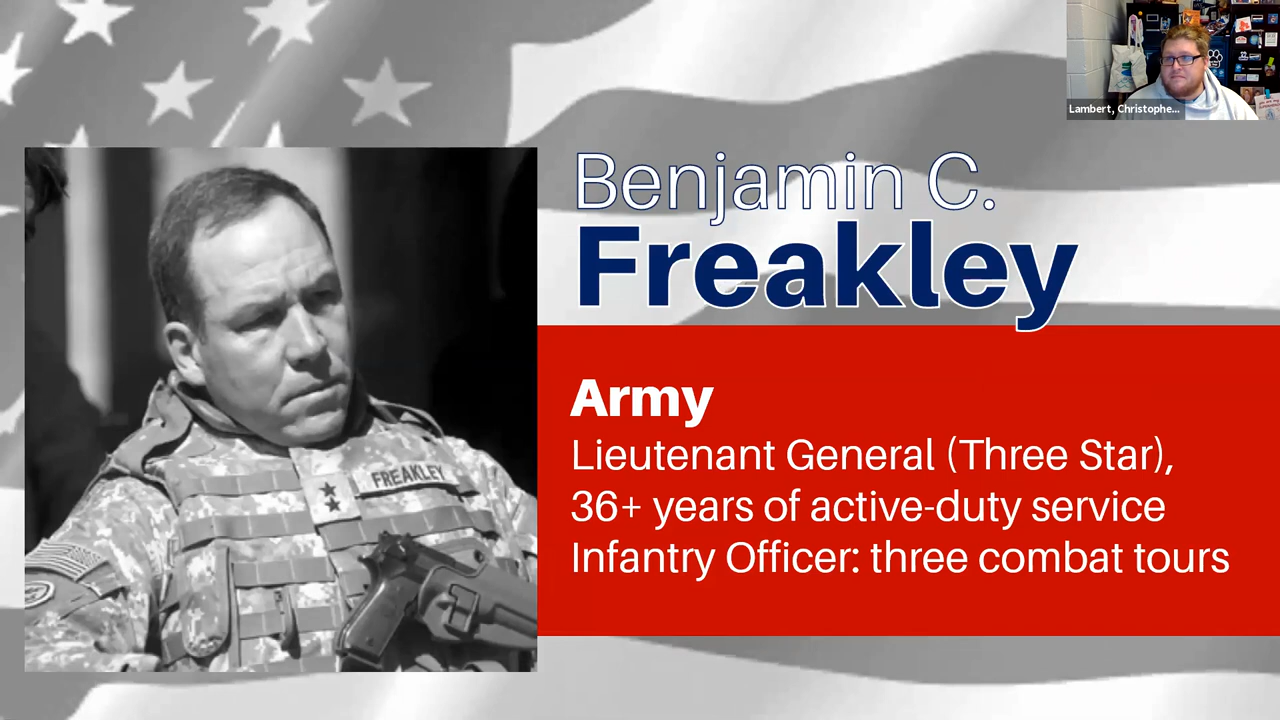 Lambert, Christophe...
Benjamin C.
Freakley
FREAKLEY
Army
Lieutenant General (Three Star),
36+ years of active-duty service
Infantry Officer: three combat tours